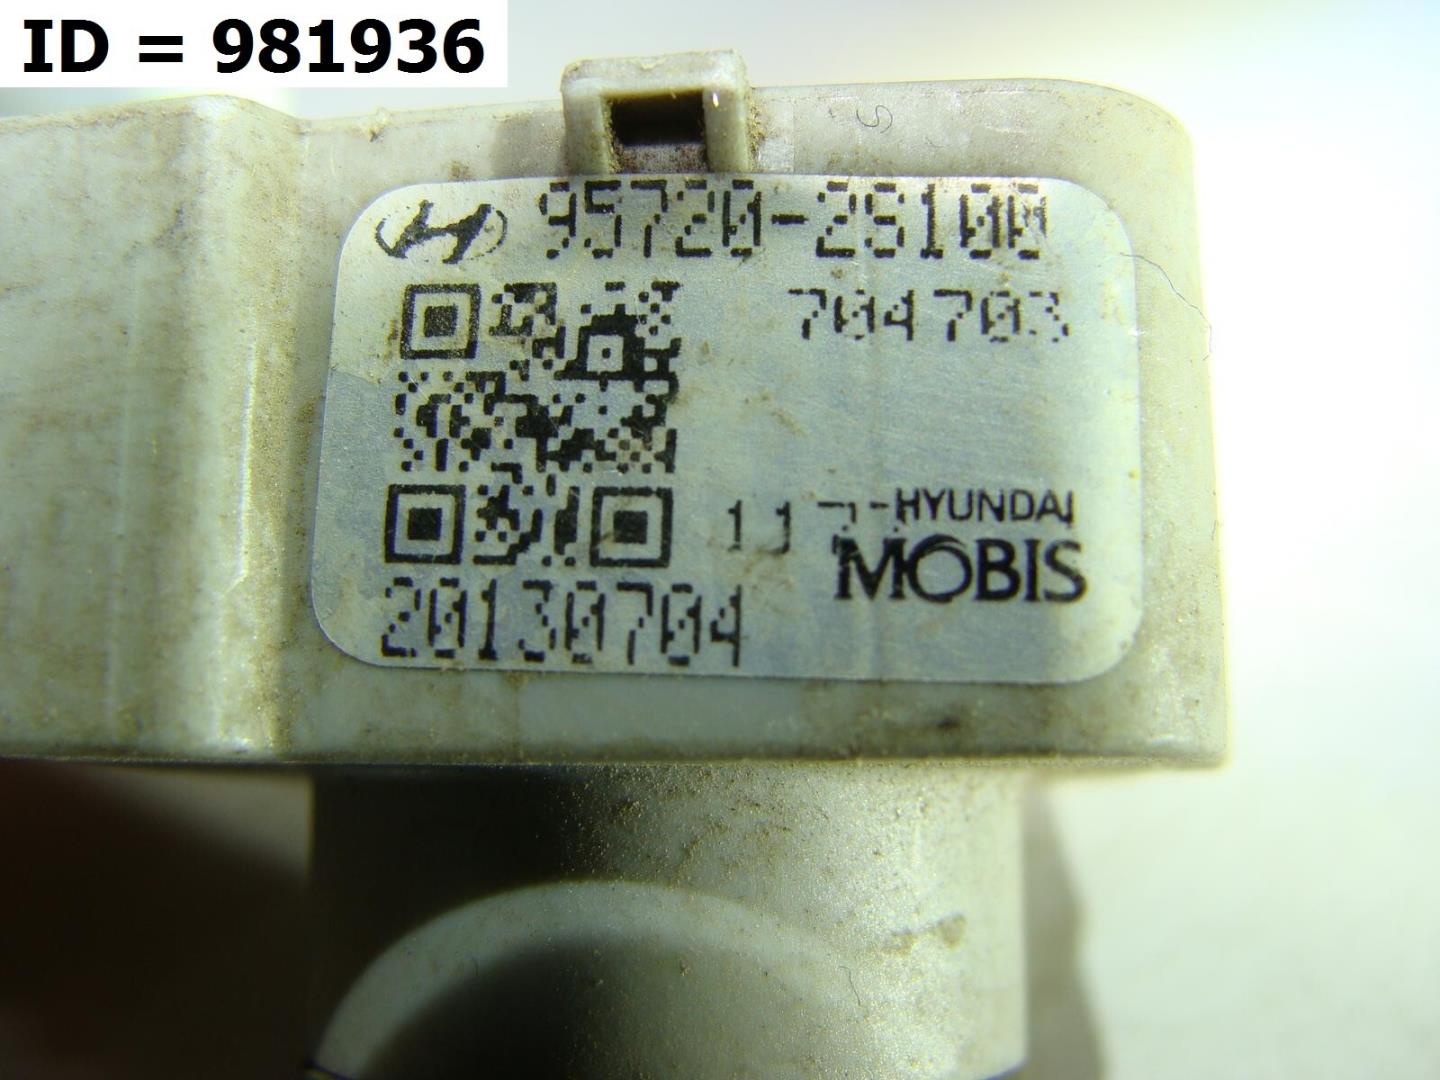 ID = 981936
S
95720-2S100
704703
HYUNDAI
MOBIS
20130704